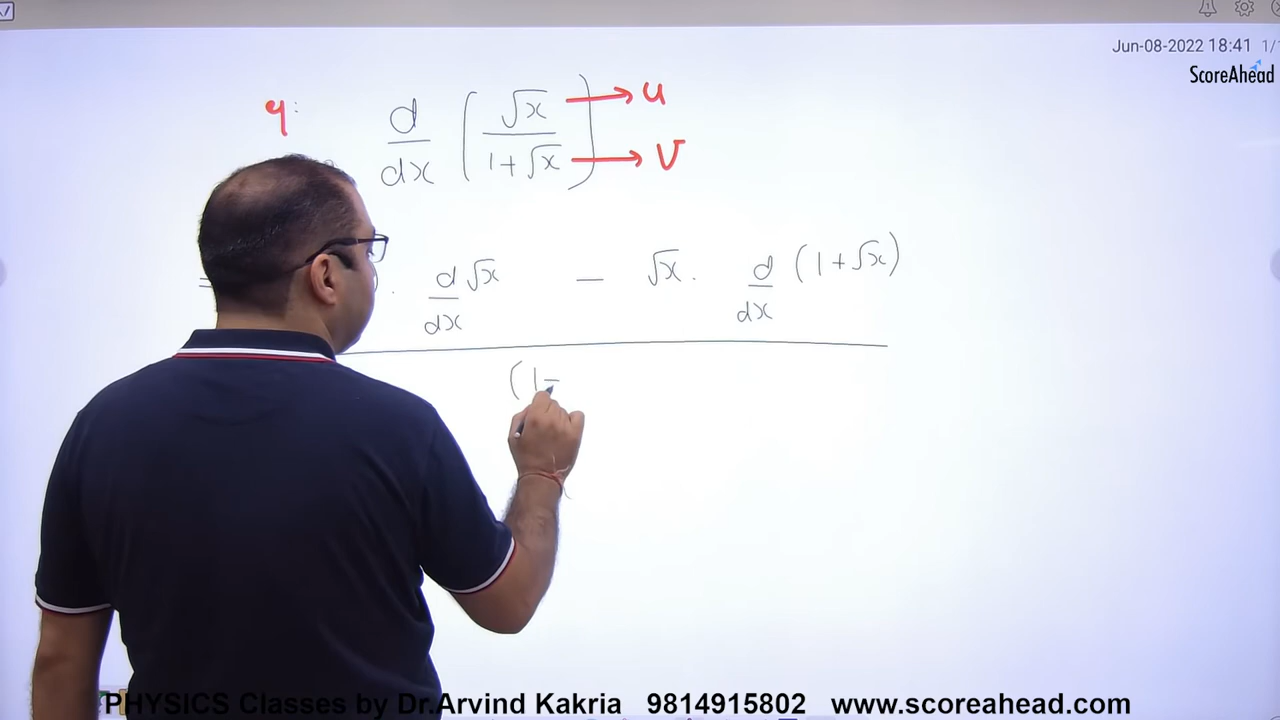 Jun-08-2022 18:41 1/
ScoreAhead
q: d/dx (√x / 1+√x) → u → v
= . d/dx √x − √x . d/dx (1+√x)
(1
PHYSICS Classes by Dr.Arvind Kakria 9814915802 www.scoreahead.com